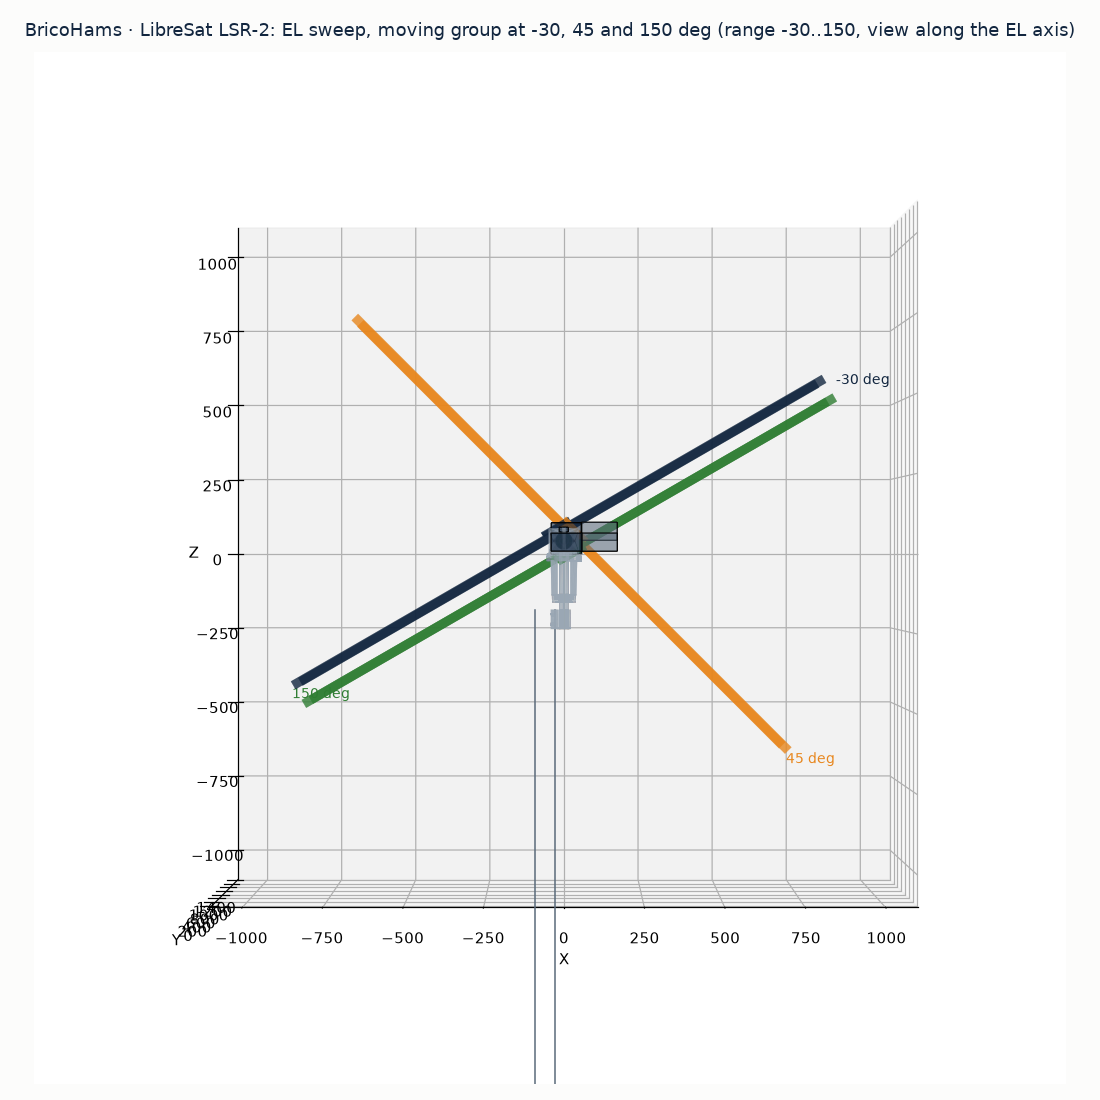 BricoHams · LibreSat LSR-2: EL sweep, moving group at -30, 45 and 150 deg (range -30..150, view along the EL axis)
1000
750
-30 deg
500
250
Z
0
−250
150 deg
−500
45 deg
−750
−1000
Y
−1000
−750
−500
−250
0
250
500
750
1000
X